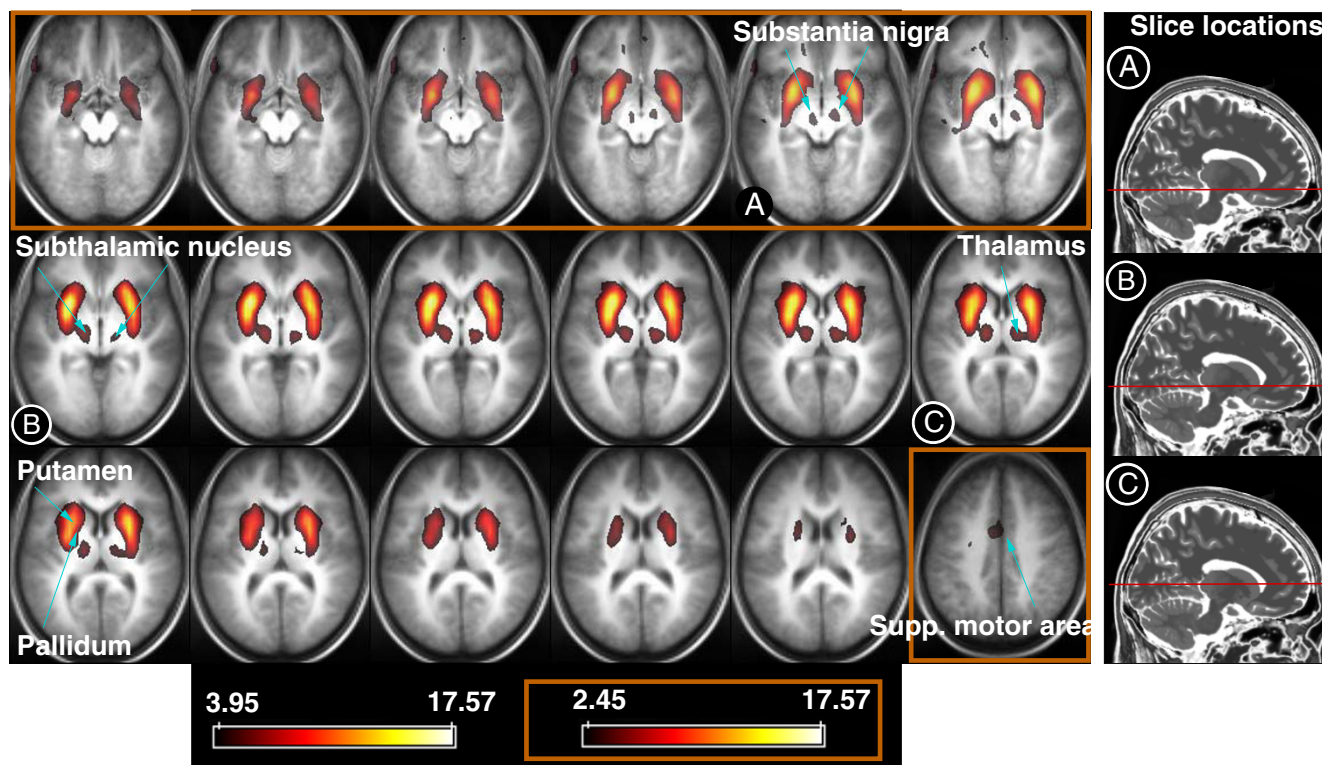 Substantia nigra
Slice locations
A
A
Subthalamic nucleus
Thalamus
B
B
C
Putamen
C
Pallidum
Supp. motor area
3.95 17.57
2.45 17.57